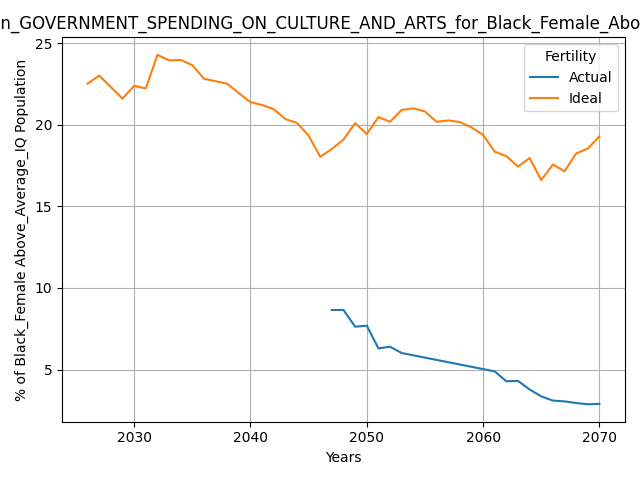 n_GOVERNMENT_SPENDING_ON_CULTURE_AND_ARTS_for_Black_Female_Abo
25
20
15
10
5
% of Black_Female Above_Average_IQ Population
Fertility
Actual
Ideal
2030 2040 2050 2060 2070
Years